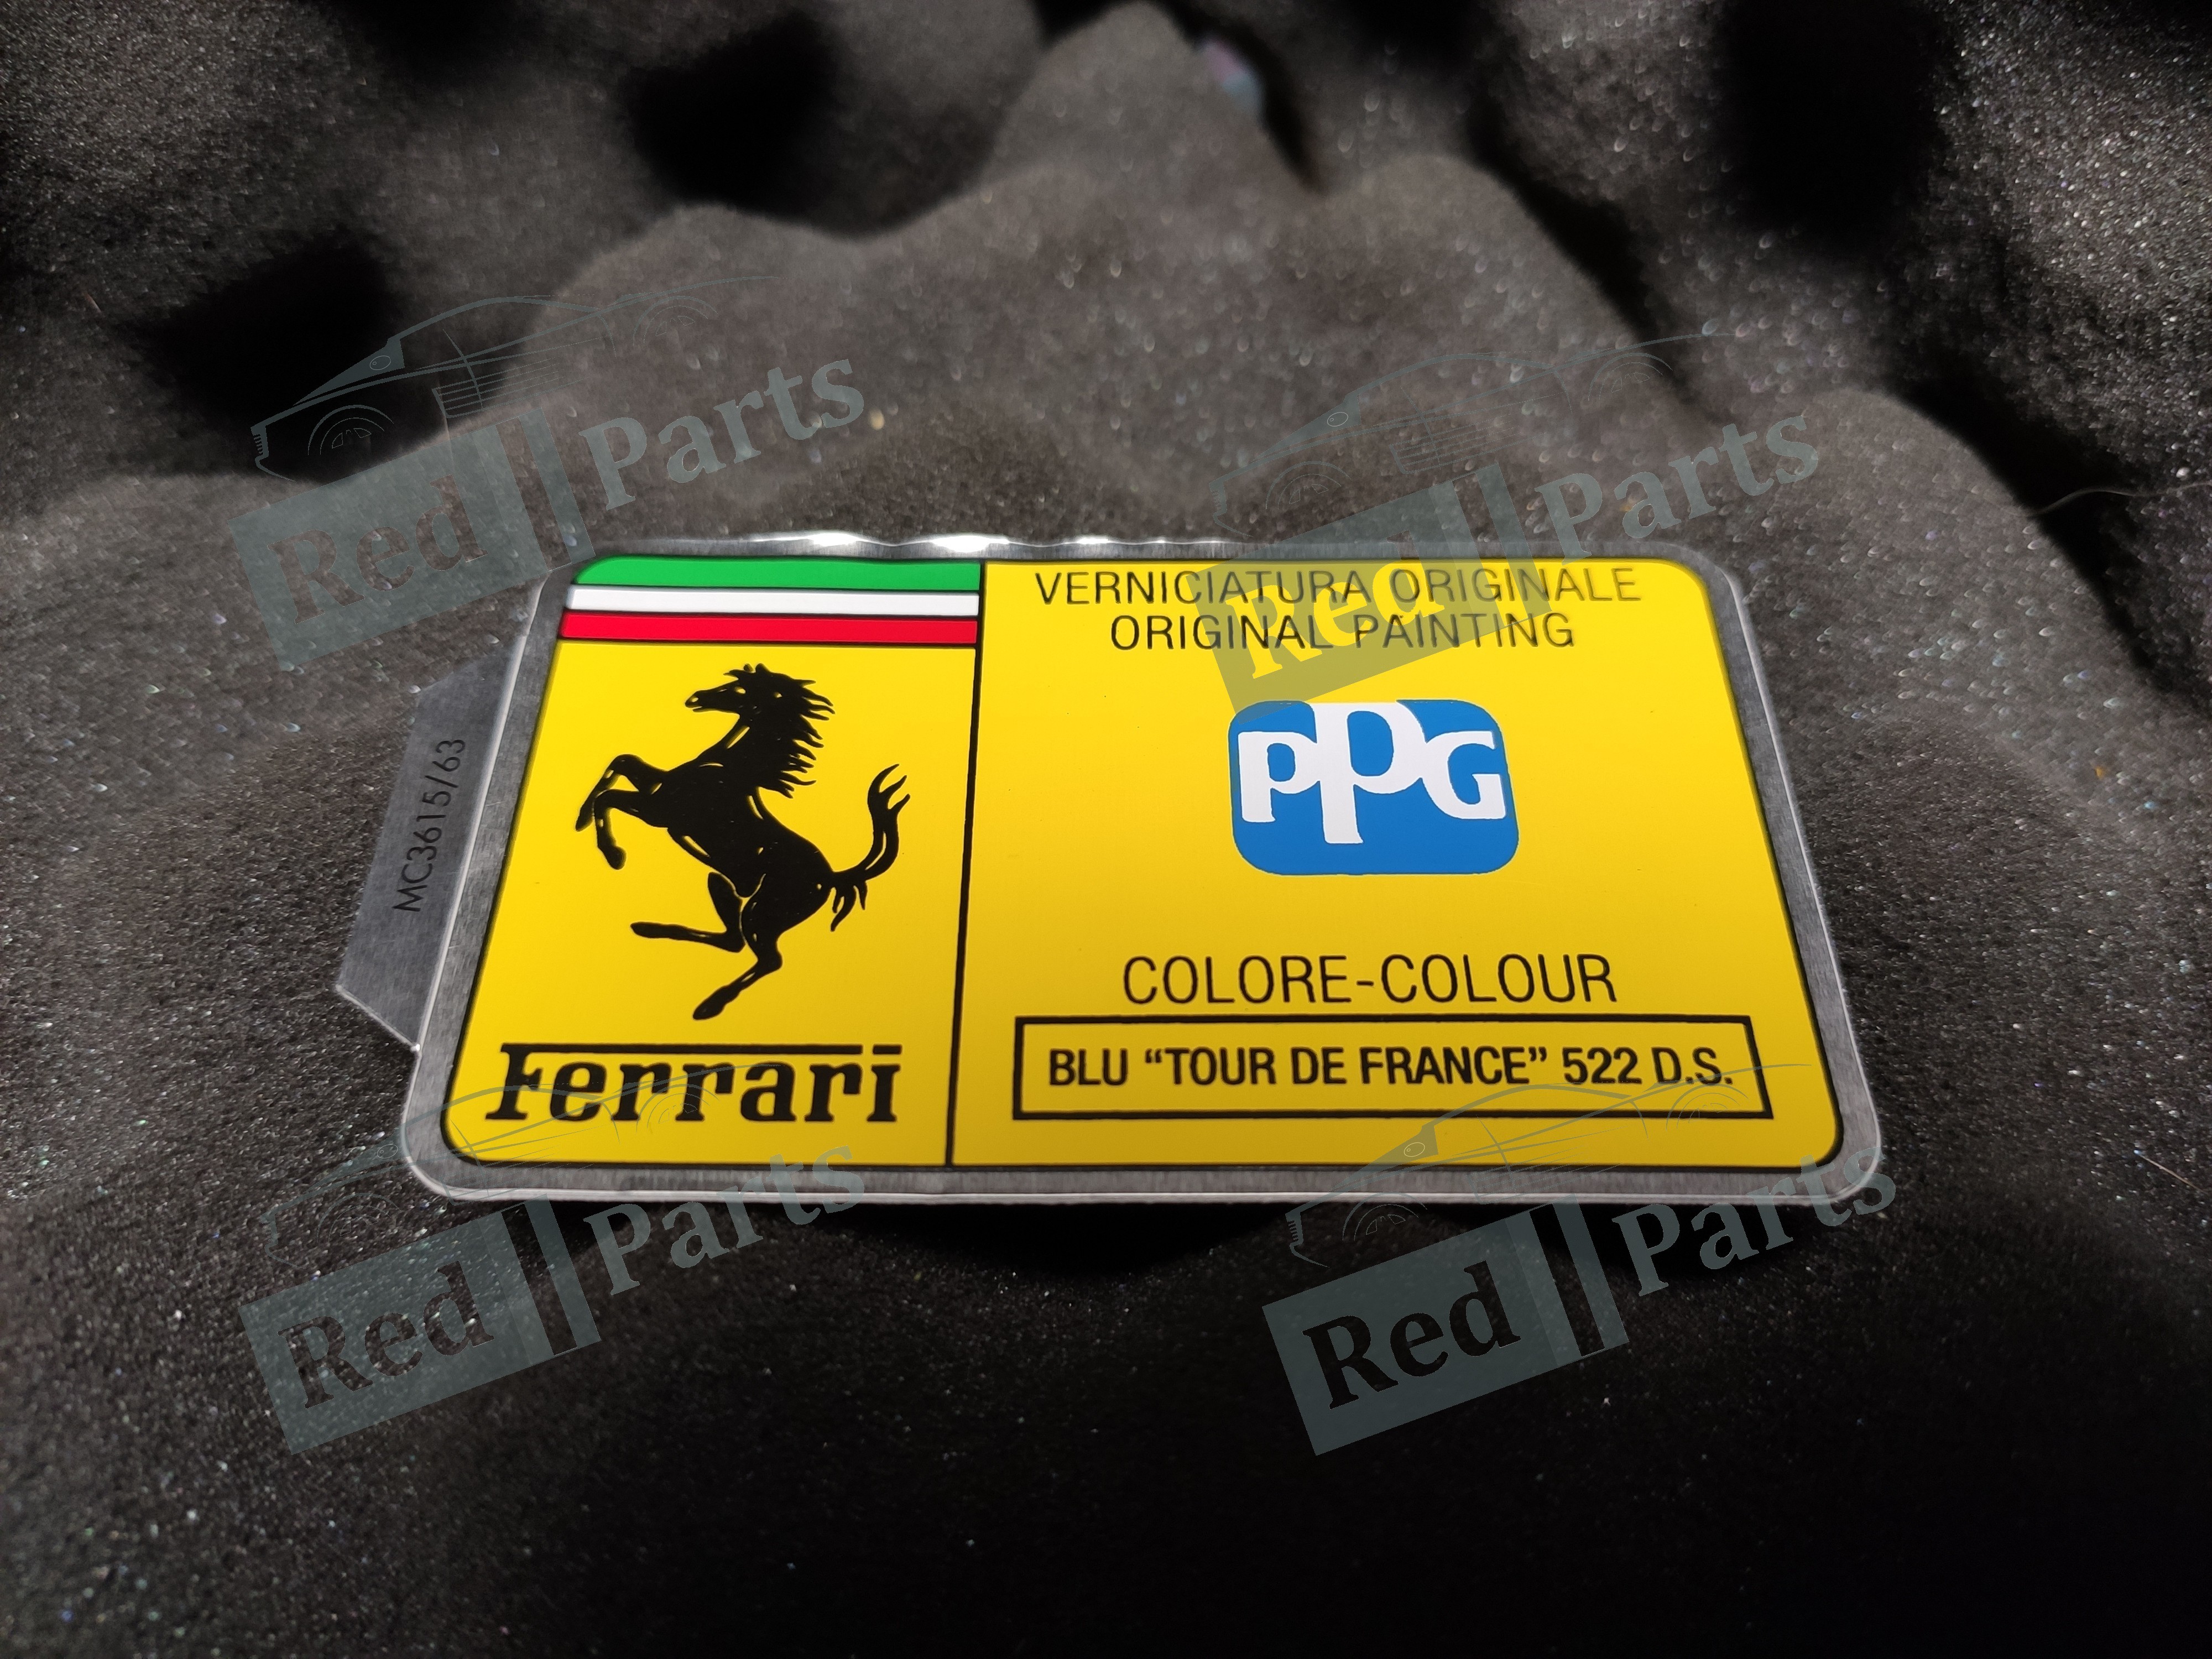 Red Parts
Red Parts
VERNICIATURA ORIGINALE
ORIGINAL PAINTING
PPG
MC3615/63
COLORE-COLOUR
BLU “TOUR DE FRANCE” 522 D.S.
Ferrari
Red Parts
Red Parts